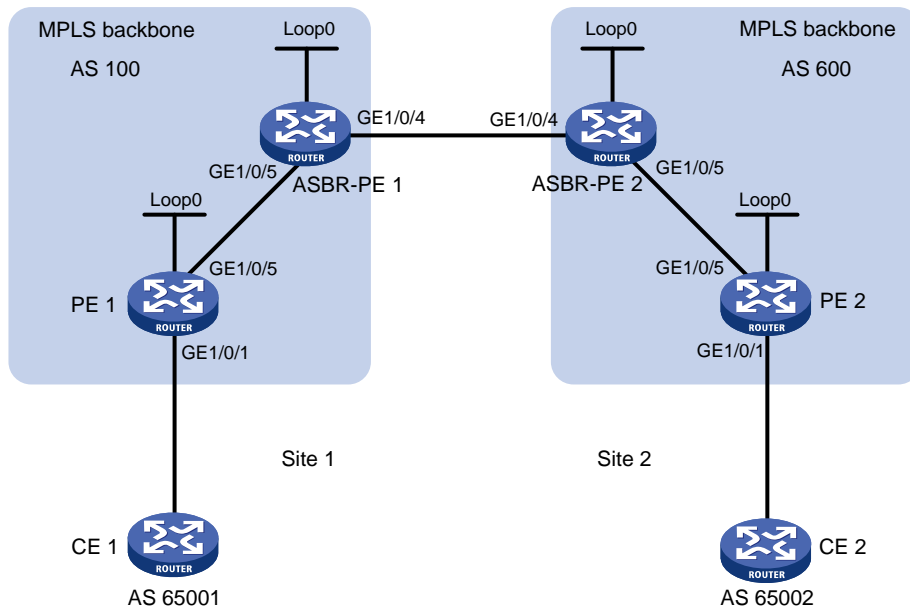 MPLS backbone
AS 100
Loop0
Loop0
MPLS backbone
AS 600
GE1/0/4
GE1/0/4
ROUTER
ROUTER
GE1/0/5
ASBR-PE 1
ASBR-PE 2
GE1/0/5
Loop0
Loop0
GE1/0/5
GE1/0/5
PE 1
PE 2
ROUTER
ROUTER
GE1/0/1
GE1/0/1
Site 1
Site 2
CE 1
CE 2
ROUTER
ROUTER
AS 65001
AS 65002